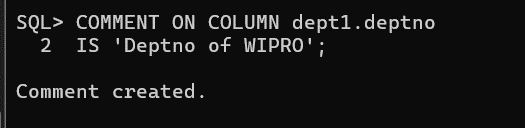 SQL> COMMENT ON COLUMN dept1.deptno
  2  IS 'Deptno of WIPRO';
Comment created.